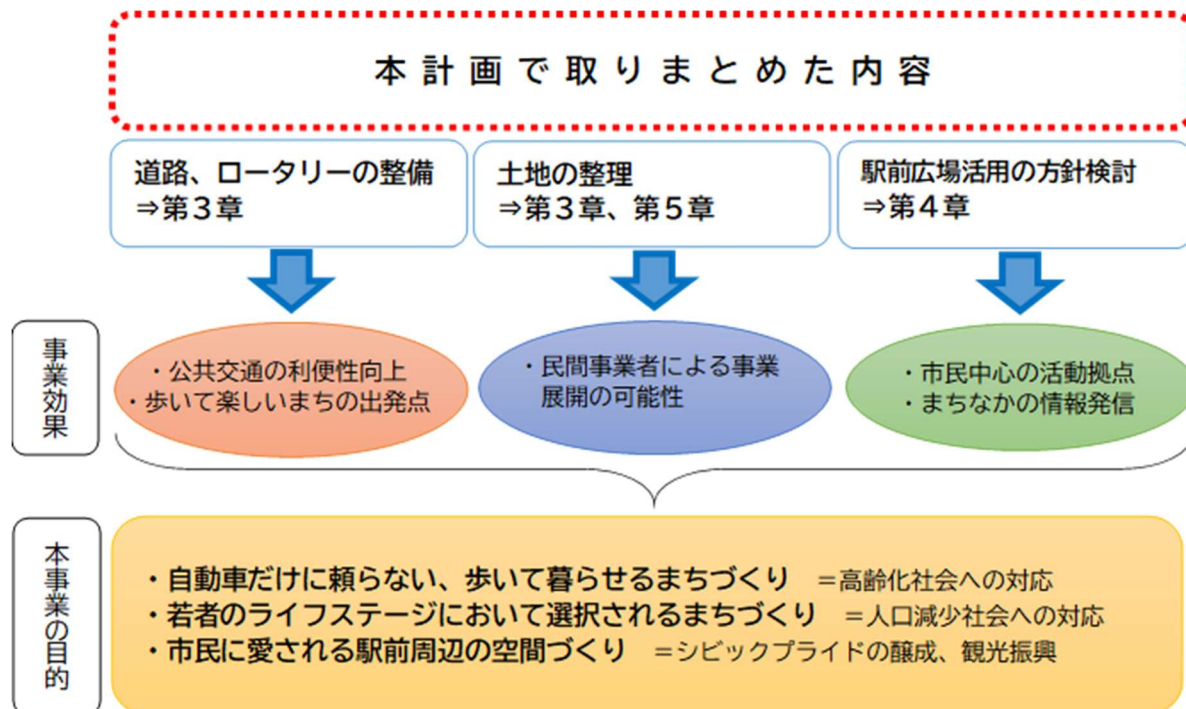 本計画で取りまとめた内容
道路、ロータリーの整備
⇒第３章
土地の整理
⇒第３章、第５章
駅前広場活用の方針検討
⇒第４章
事業効果
・公共交通の利便性向上
・歩いて楽しいまちの出発点
・民間事業者による事業
展開の可能性
・市民中心の活動拠点
・まちなかの情報発信
本事業の目的
・自動車だけに頼らない、歩いて暮らせるまちづくり ＝高齢化社会への対応
・若者のライフステージにおいて選択されるまちづくり ＝人口減少社会への対応
・市民に愛される駅前周辺の空間づくり ＝シビックプライドの醸成、観光振興